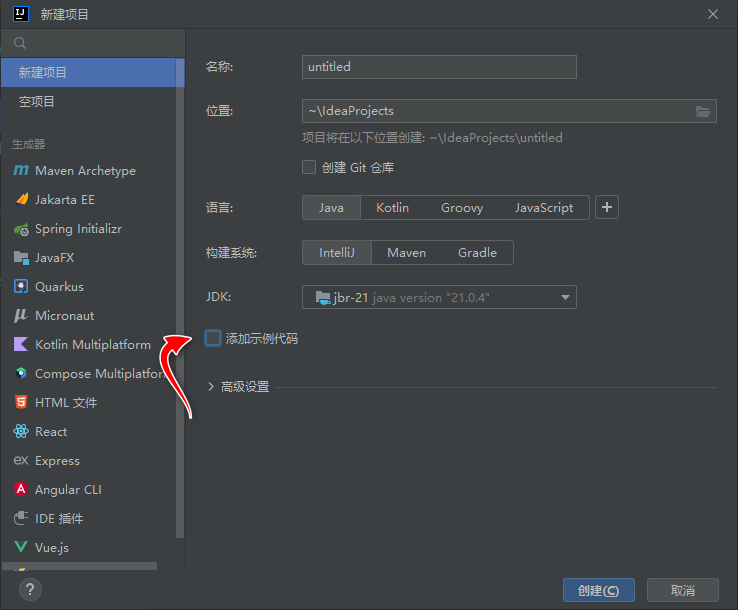 新建项目
新建项目
空项目
生成器
Maven Archetype
Jakarta EE
Spring Initializr
JavaFX
Quarkus
Micronaut
Kotlin Multiplatform
Compose Multiplatfor
HTML 文件
React
Express
Angular CLI
IDE 插件
Vue.js
名称: untitled
位置: ~\IdeaProjects
项目将在以下位置创建: ~\IdeaProjects\untitled
创建 Git 仓库
语言: Java Kotlin Groovy JavaScript +
构建系统: IntelliJ Maven Gradle
JDK: jbr-21 java version "21.0.4"
添加示例代码
高级设置
? 创建(C) 取消